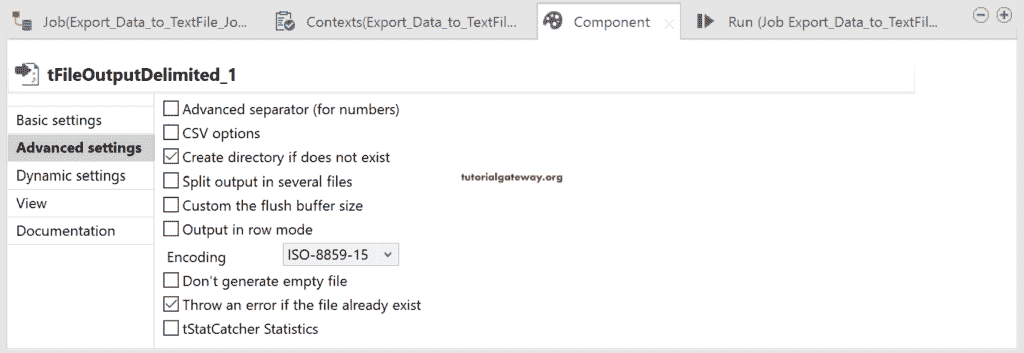 Job(Export_Data_to_TextFile_Jo... Contexts(Export_Data_to_TextFil... Component Run (Job Export_Data_to_TextFil...
tFileOutputDelimited_1
Basic settings
Advanced settings
Dynamic settings
View
Documentation
Advanced separator (for numbers)
CSV options
Create directory if does not exist
Split output in several files
Custom the flush buffer size
Output in row mode
Encoding ISO-8859-15
Don't generate empty file
Throw an error if the file already exist
tStatCatcher Statistics
tutorialgateway.org